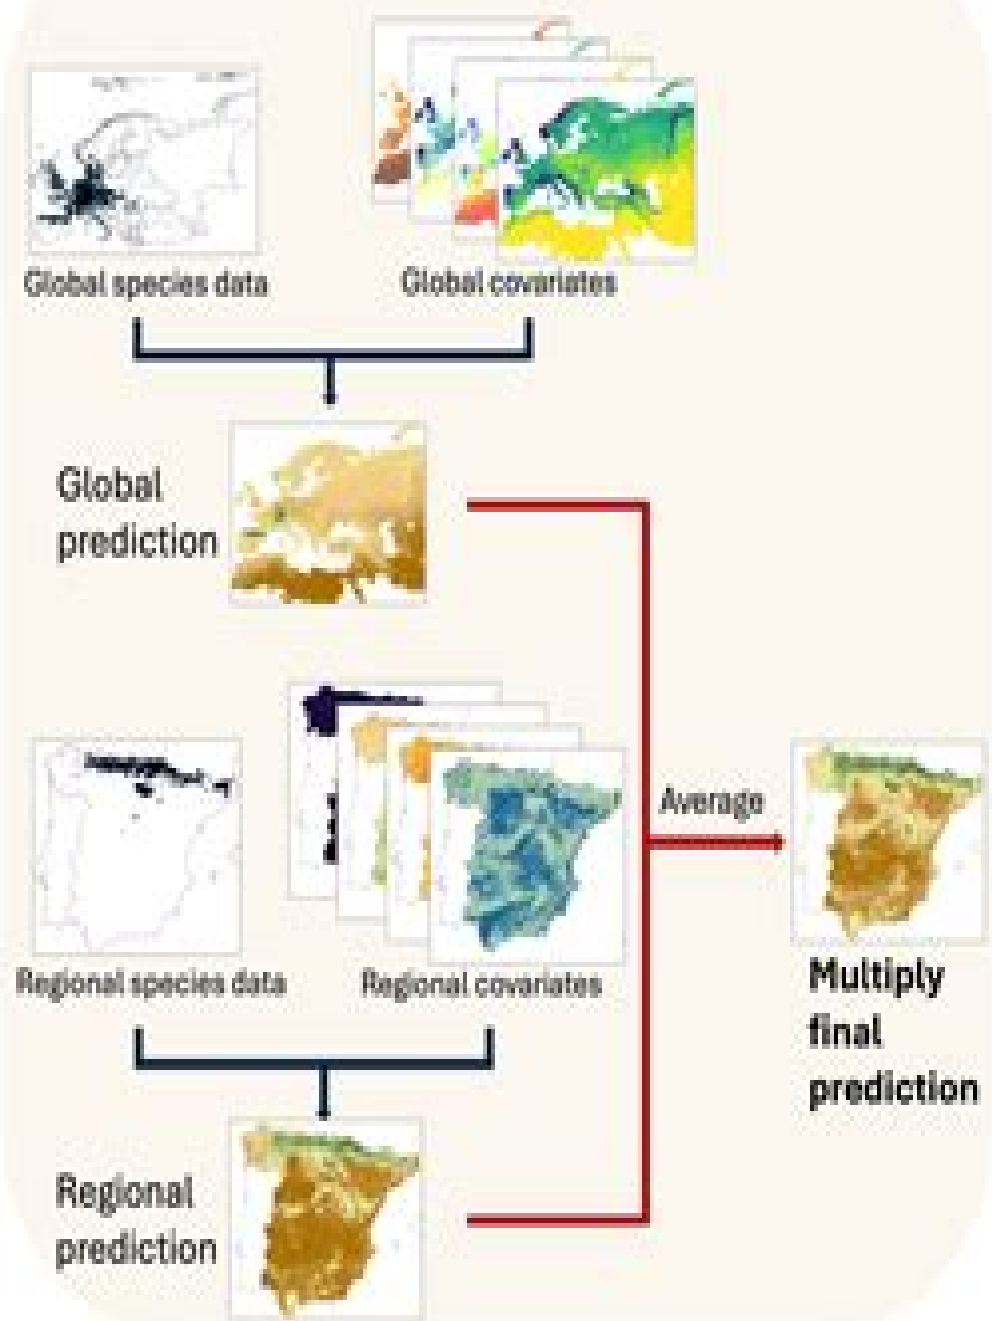 Global species data
Global covariates
Global
prediction
Average
Regional species data
Regional covariates
Multiply
final
prediction
Regional
prediction